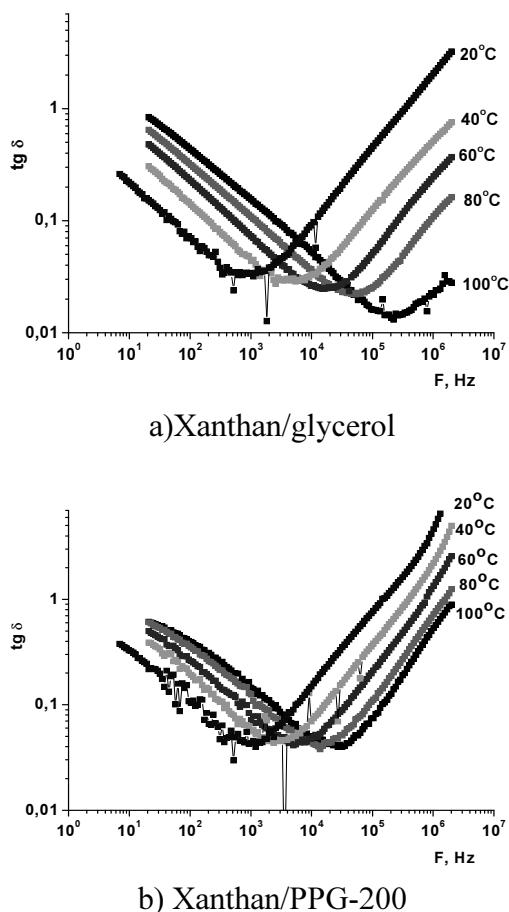 tg δ
1
0,1
0,01
20°C
40°C
60°C
80°C
100°C
10⁰ 10¹ 10² 10³ 10⁴ 10⁵ 10⁶ 10⁷
F, Hz
a)Xanthan/glycerol
tg δ
1
0,1
0,01
20°C
40°C
60°C
80°C
100°C
10⁰ 10¹ 10² 10³ 10⁴ 10⁵ 10⁶ 10⁷
F, Hz
b) Xanthan/PPG-200